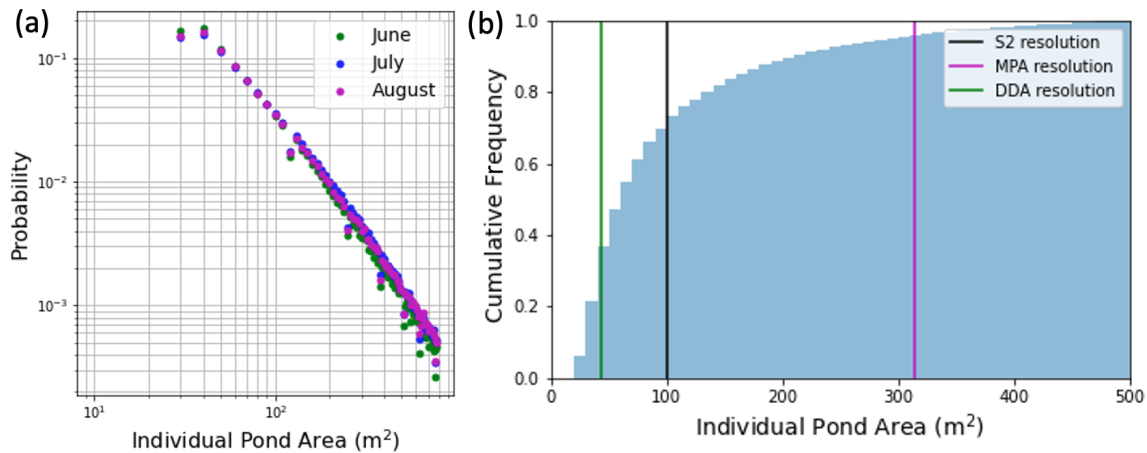 (a)
June
July
August
10⁻¹
10⁻²
10⁻³
Probability
10¹
10²
Individual Pond Area (m²)
(b)
S2 resolution
MPA resolution
DDA resolution
1.0
0.8
0.6
0.4
0.2
0.0
Cumulative Frequency
0 100 200 300 400 500
Individual Pond Area (m²)